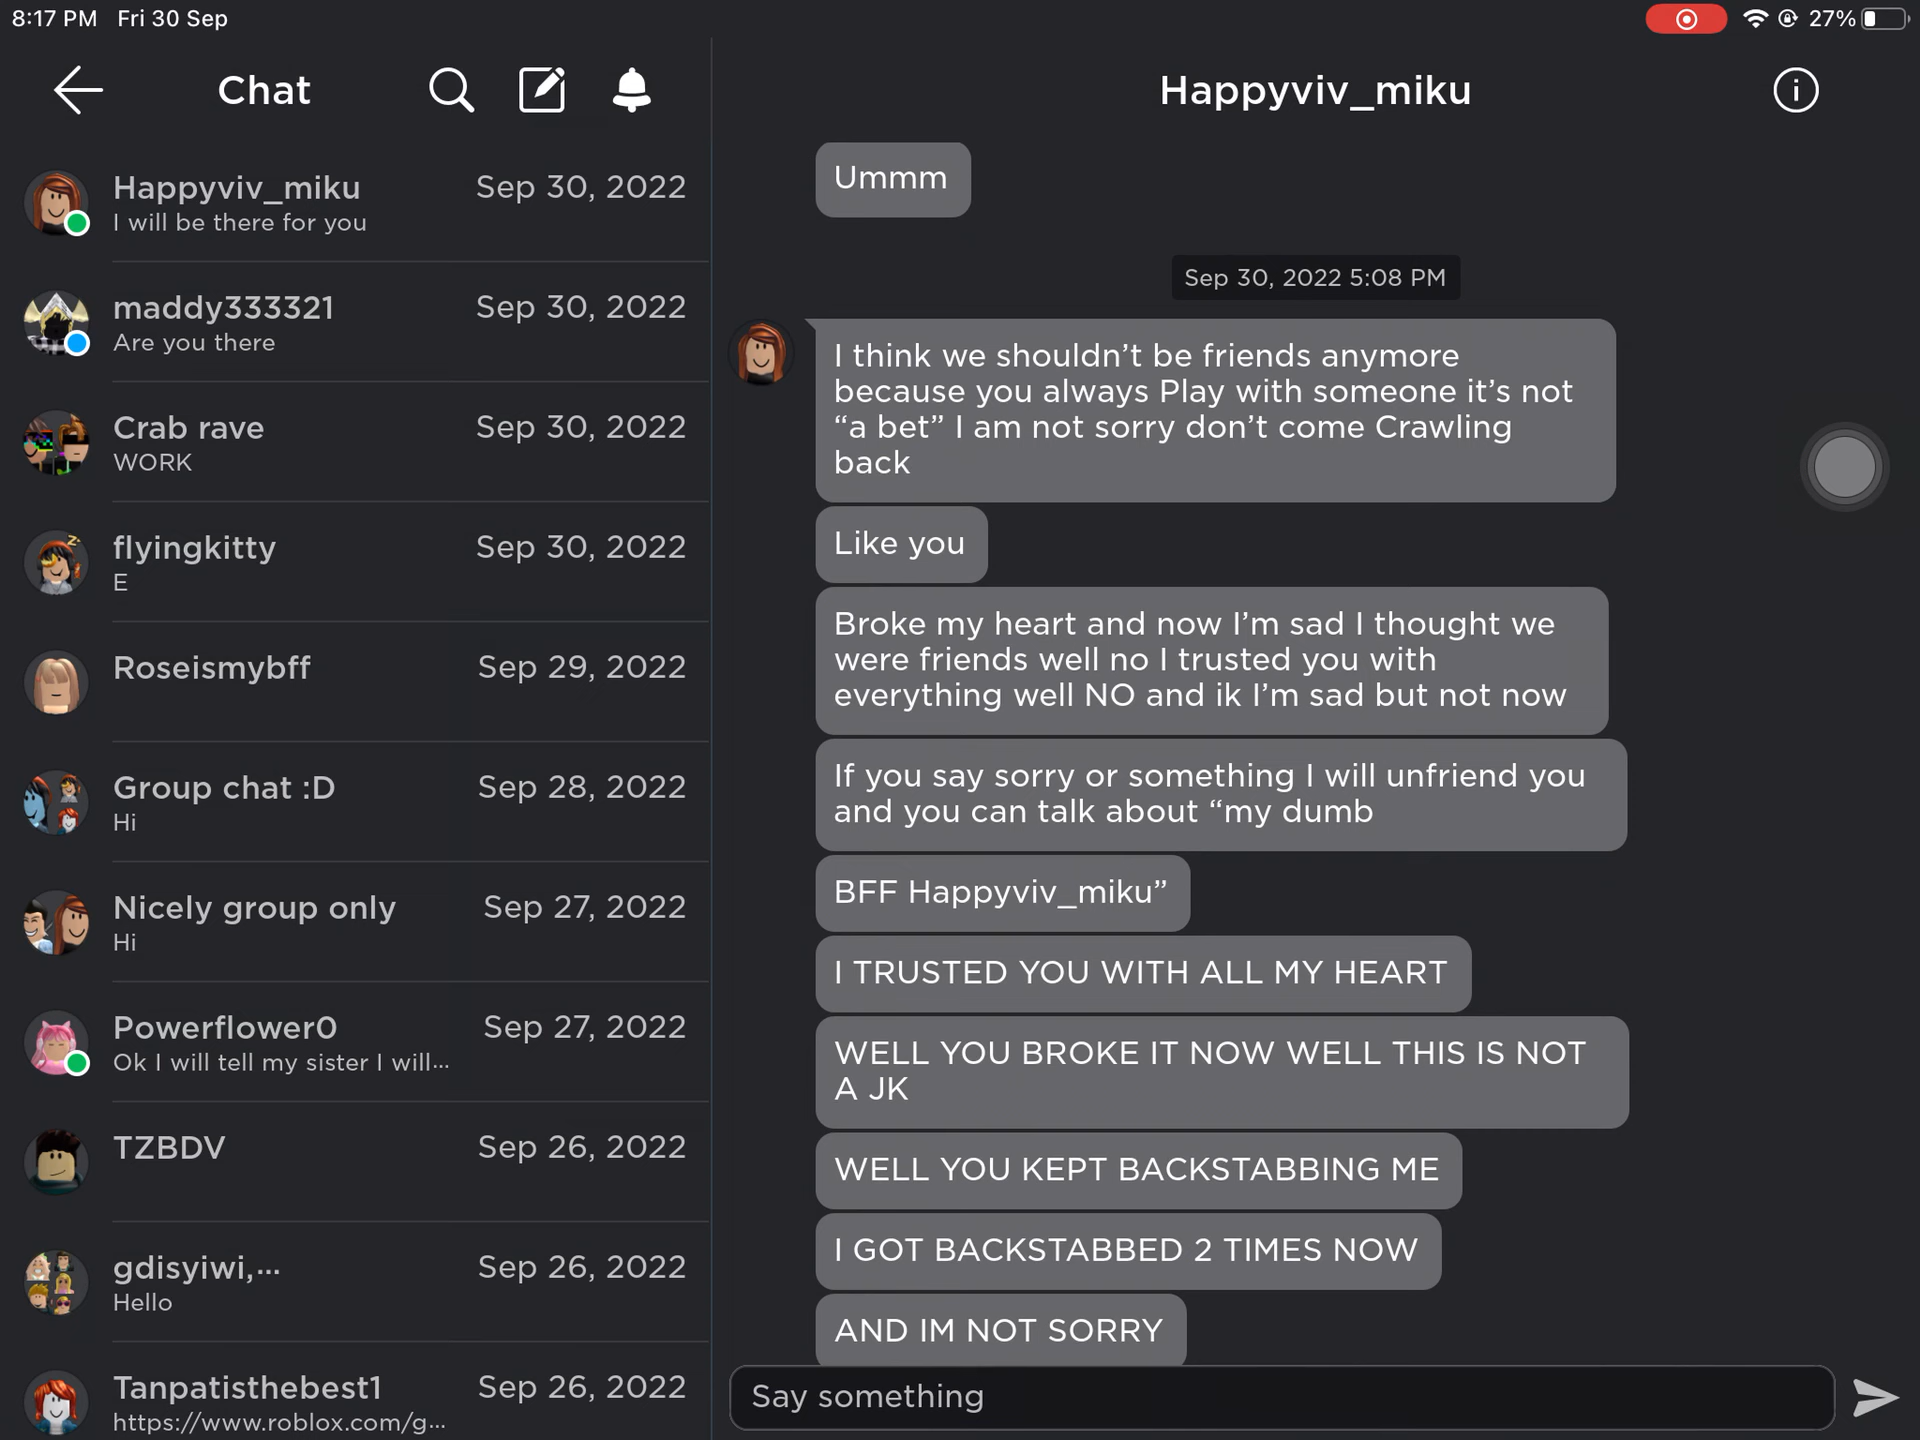 8:17 PM Fri 30 Sep
27%
Chat
Happyviv_miku Sep 30, 2022
I will be there for you
maddy333321 Sep 30, 2022
Are you there
Crab rave Sep 30, 2022
WORK
flyingkitty Sep 30, 2022
E
Roseismybff Sep 29, 2022
Group chat :D Sep 28, 2022
Hi
Nicely group only Sep 27, 2022
Hi
Powerflower0 Sep 27, 2022
Ok I will tell my sister I will...
TZBDV Sep 26, 2022
gdisyiwi,... Sep 26, 2022
Hello
Tanpatisthebest1 Sep 26, 2022
https://www.roblox.com/g...
Happyviv_miku
Ummm
Sep 30, 2022 5:08 PM
I think we shouldn’t be friends anymore
because you always Play with someone it’s not
“a bet” I am not sorry don’t come Crawling
back
Like you
Broke my heart and now I’m sad I thought we
were friends well no I trusted you with
everything well NO and ik I’m sad but not now
If you say sorry or something I will unfriend you
and you can talk about “my dumb
BFF Happyviv_miku”
I TRUSTED YOU WITH ALL MY HEART
WELL YOU BROKE IT NOW WELL THIS IS NOT
A JK
WELL YOU KEPT BACKSTABBING ME
I GOT BACKSTABBED 2 TIMES NOW
AND IM NOT SORRY
Say something